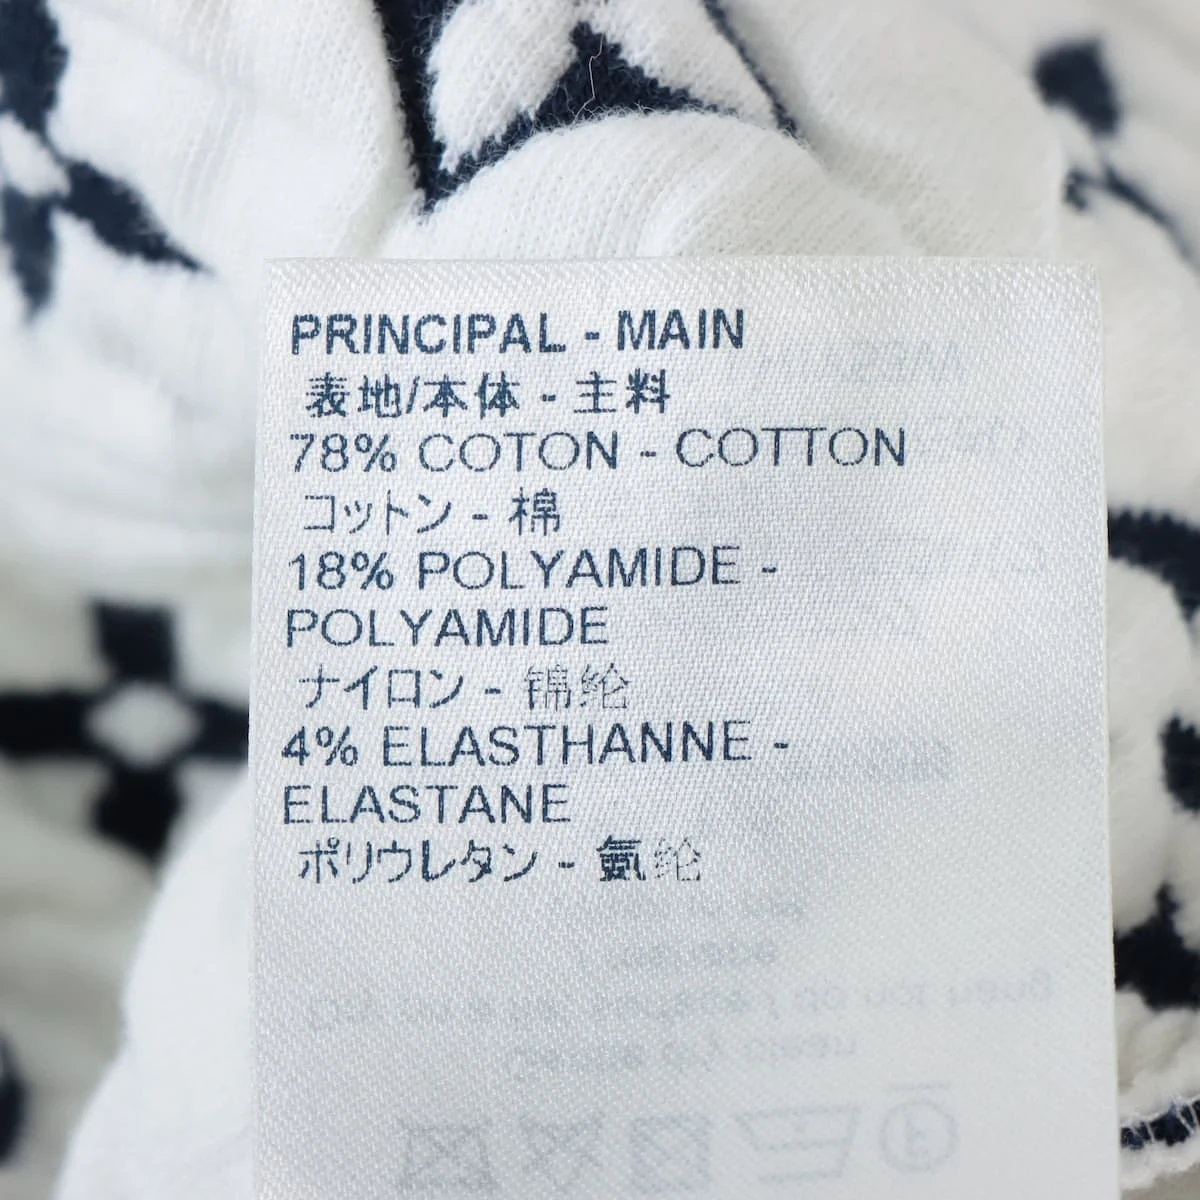 PRINCIPAL - MAIN
表地/本体 - 主料
78% COTON - COTTON
コットン - 棉
18% POLYAMIDE -
POLYAMIDE
ナイロン - 锦纶
4% ELASTHANNE -
ELASTANE
ポリウレタン - 氨纶